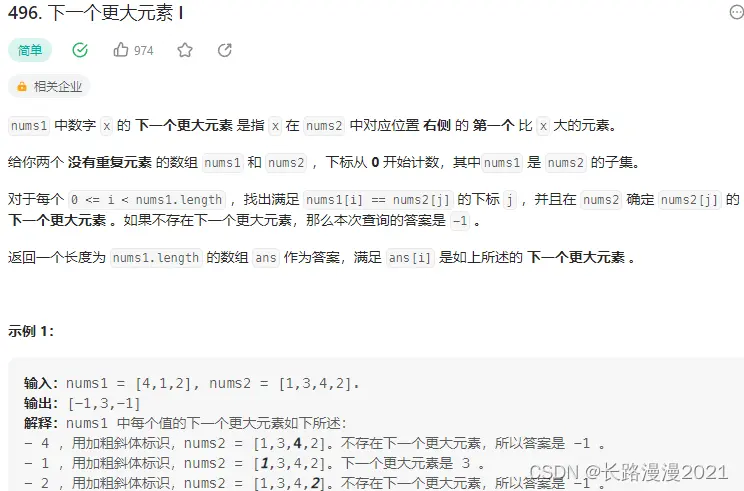 496. 下一个更大元素 I
简单 974
相关企业
nums1 中数字 x 的 下一个更大元素 是指 x 在 nums2 中对应位置 右侧 的 第一个 比 x 大的元素。
给你两个 没有重复元素 的数组 nums1 和 nums2 ，下标从 0 开始计数，其中nums1 是 nums2 的子集。
对于每个 0 <= i < nums1.length ，找出满足 nums1[i] == nums2[j] 的下标 j ，并且在 nums2 确定 nums2[j] 的
下一个更大元素 。如果不存在下一个更大元素，那么本次查询的答案是 -1 。
返回一个长度为 nums1.length 的数组 ans 作为答案，满足 ans[i] 是如上所述的 下一个更大元素 。
示例 1：
输入：nums1 = [4,1,2], nums2 = [1,3,4,2].
输出：[-1,3,-1]
解释：nums1 中每个值的下一个更大元素如下所述：
- 4 ，用加粗斜体标识，nums2 = [1,3,4,2]。不存在下一个更大元素，所以答案是 -1 。
- 1 ，用加粗斜体标识，nums2 = [1,3,4,2]。下一个更大元素是 3 。
- 2 ，用加粗斜体标识，nums2 = [1,3,4,2]。不存在下一个更大元素，所以答案是 -1 。
CSDN @长路漫漫2021